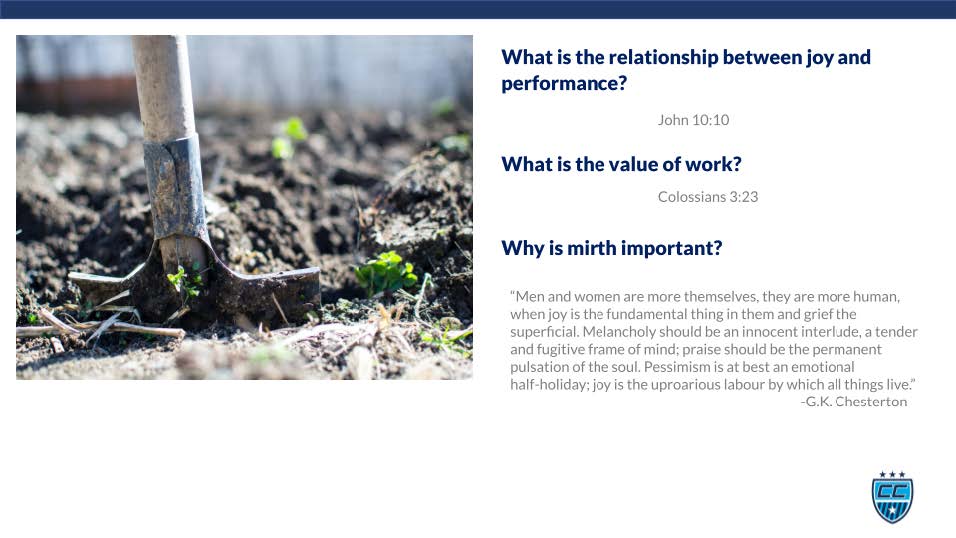 What is the relationship between joy and
performance?
John 10:10
What is the value of work?
Colossians 3:23
Why is mirth important?
“Men and women are more themselves, they are more human,
when joy is the fundamental thing in them and grief the
superficial. Melancholy should be an innocent interlude, a tender
and fugitive frame of mind; praise should be the permanent
pulsation of the soul. Pessimism is at best an emotional
half-holiday; joy is the uproarious labour by which all things live.”
-G.K. Chesterton
CC